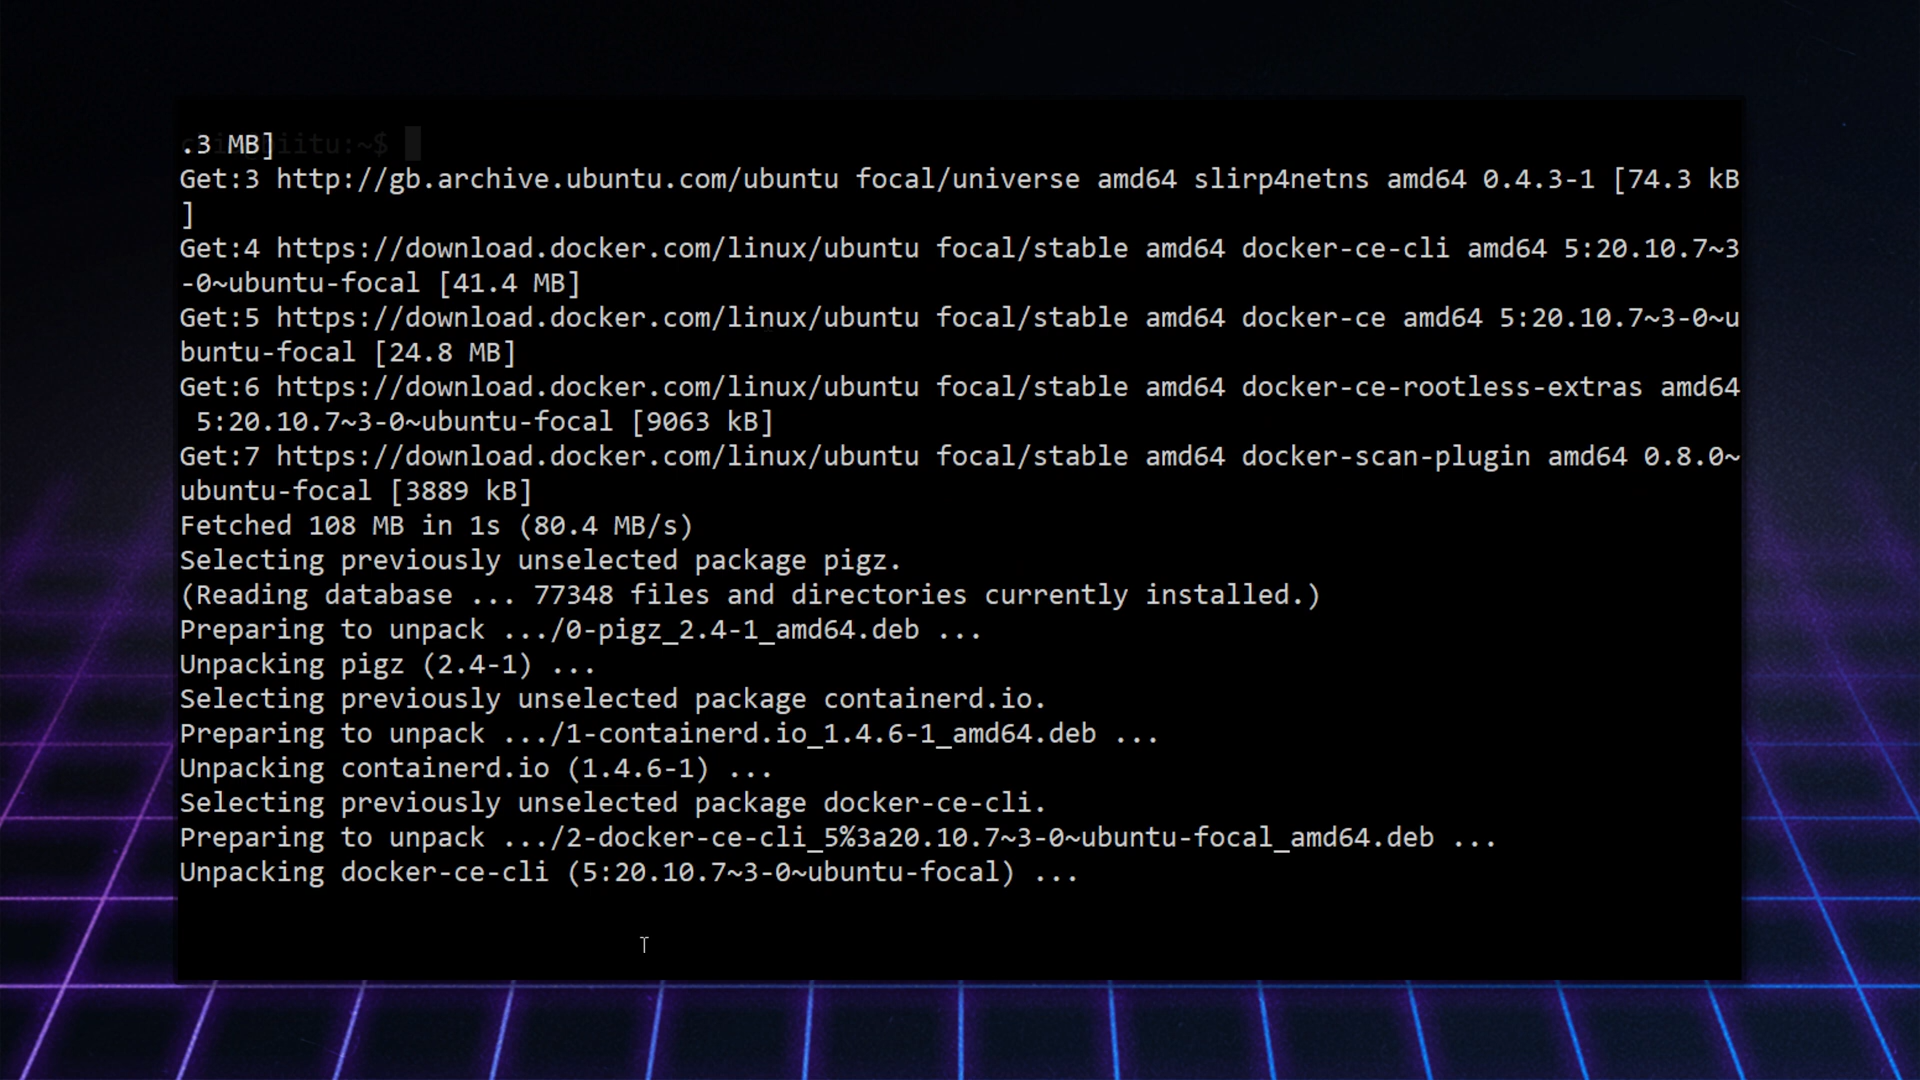 .3 MB]
Get:3 http://gb.archive.ubuntu.com/ubuntu focal/universe amd64 slirp4netns amd64 0.4.3-1 [74.3 kB
]
Get:4 https://download.docker.com/linux/ubuntu focal/stable amd64 docker-ce-cli amd64 5:20.10.7~3
-0~ubuntu-focal [41.4 MB]
Get:5 https://download.docker.com/linux/ubuntu focal/stable amd64 docker-ce amd64 5:20.10.7~3-0~u
buntu-focal [24.8 MB]
Get:6 https://download.docker.com/linux/ubuntu focal/stable amd64 docker-ce-rootless-extras amd64
 5:20.10.7~3-0~ubuntu-focal [9063 kB]
Get:7 https://download.docker.com/linux/ubuntu focal/stable amd64 docker-scan-plugin amd64 0.8.0~
ubuntu-focal [3889 kB]
Fetched 108 MB in 1s (80.4 MB/s)
Selecting previously unselected package pigz.
(Reading database ... 77348 files and directories currently installed.)
Preparing to unpack .../0-pigz_2.4-1_amd64.deb ...
Unpacking pigz (2.4-1) ...
Selecting previously unselected package containerd.io.
Preparing to unpack .../1-containerd.io_1.4.6-1_amd64.deb ...
Unpacking containerd.io (1.4.6-1) ...
Selecting previously unselected package docker-ce-cli.
Preparing to unpack .../2-docker-ce-cli_5%3a20.10.7~3-0~ubuntu-focal_amd64.deb ...
Unpacking docker-ce-cli (5:20.10.7~3-0~ubuntu-focal) ...